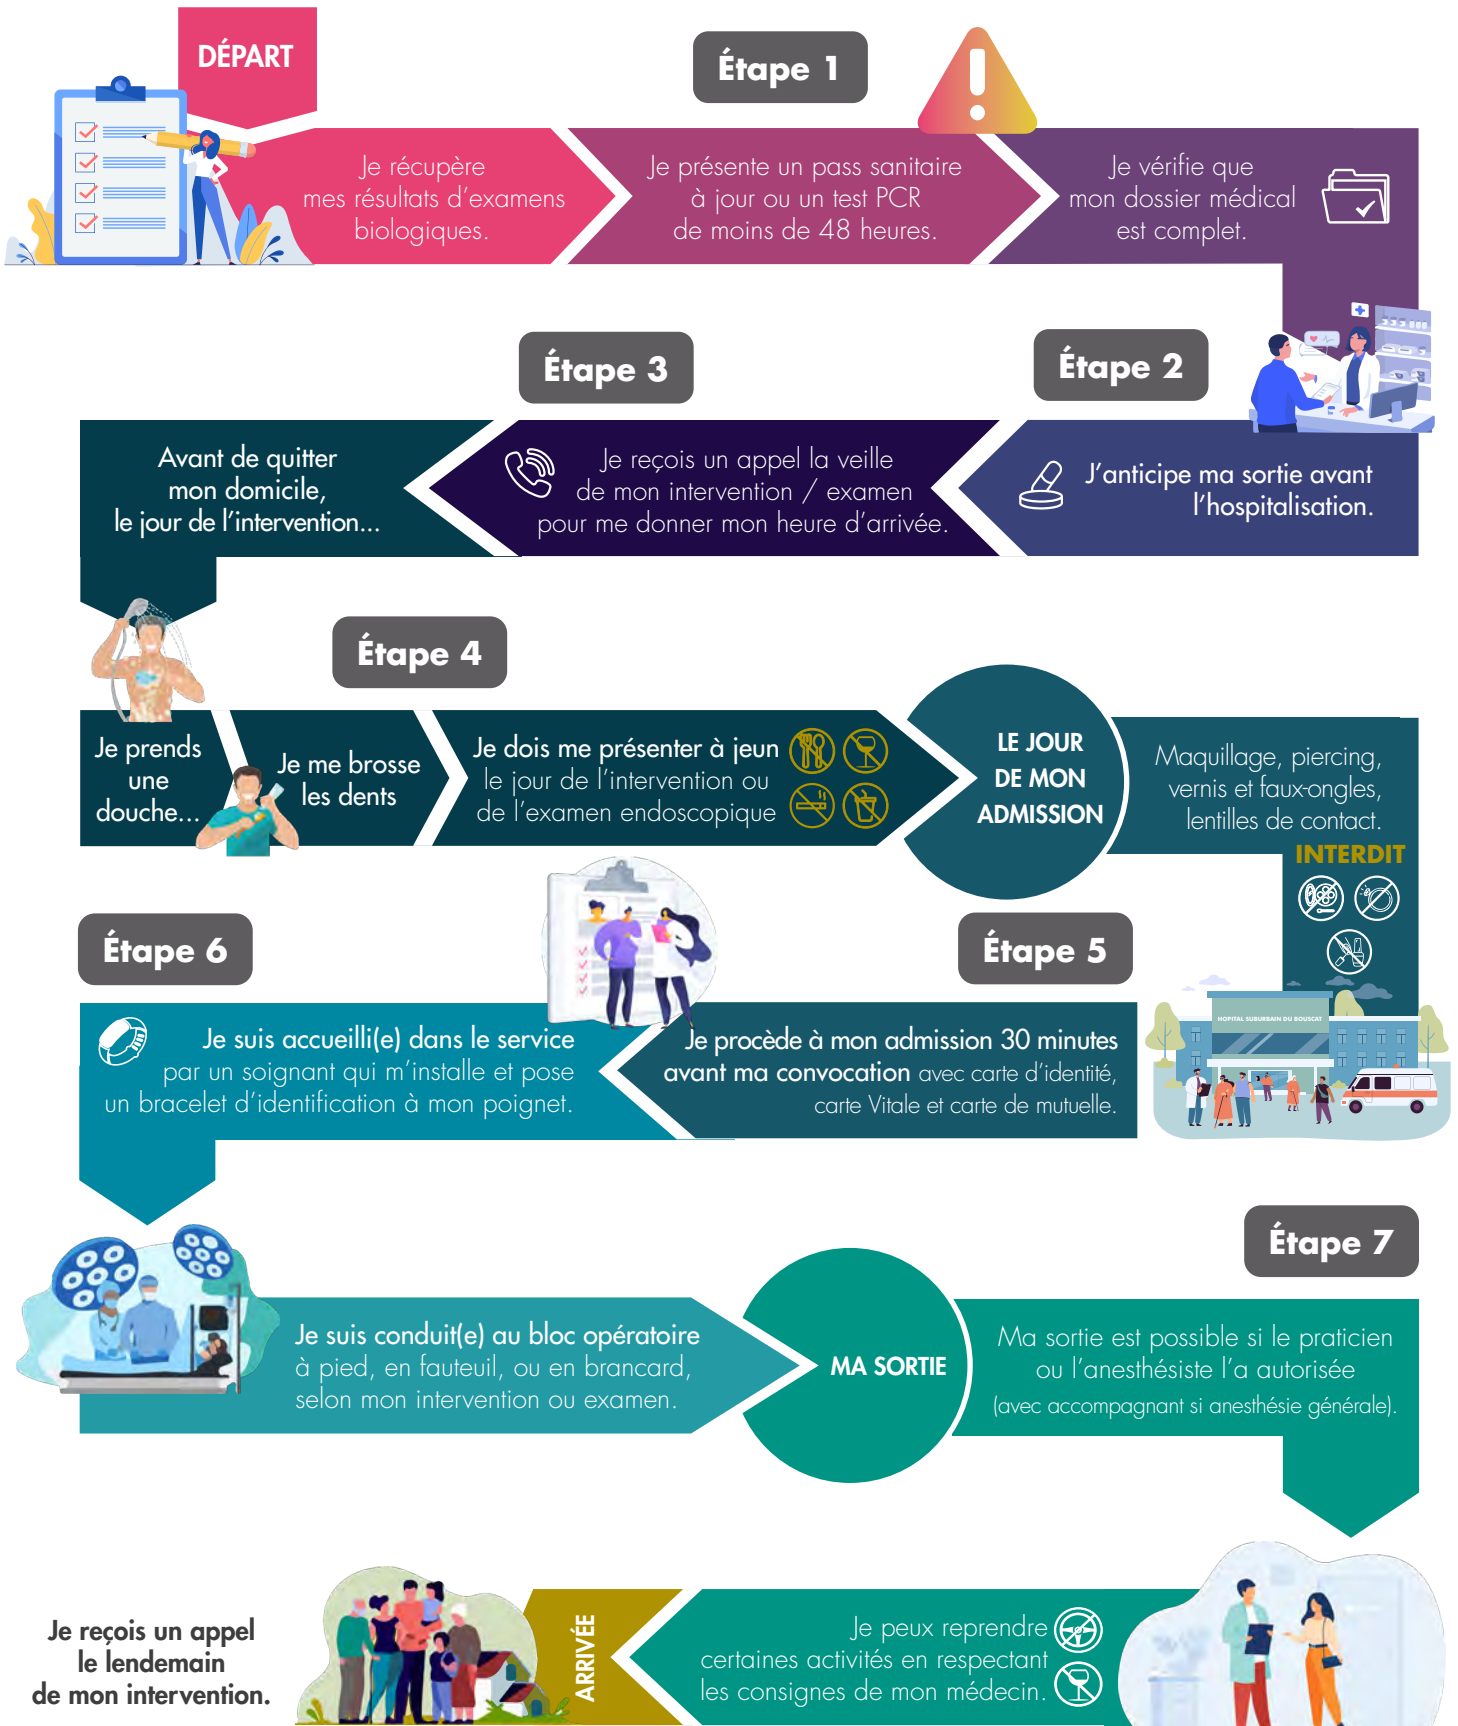 DÉPART
Étape 1
Je récupère
mes résultats d'examens
biologiques.
Je présente un pass sanitaire
à jour ou un test PCR
de moins de 48 heures.
Je vérifie que
mon dossier médical
est complet.
Étape 2
J'anticipe ma sortie avant
l'hospitalisation.
Étape 3
Je reçois un appel la veille
de mon intervention / examen
pour me donner mon heure d'arrivée.
Avant de quitter
mon domicile,
le jour de l'intervention...
Étape 4
Je prends
une
douche...
Je me brosse
les dents
Je dois me présenter à jeun
le jour de l'intervention ou
de l'examen endoscopique
LE JOUR
DE MON
ADMISSION
Maquillage, piercing,
vernis et faux-ongles,
lentilles de contact.
INTERDIT
HOPITAL SUBURBAIN DU BOUSCAT
Étape 5
Je procède à mon admission 30 minutes
avant ma convocation avec carte d'identité,
carte Vitale et carte de mutuelle.
Étape 6
Je suis accueilli(e) dans le service
par un soignant qui m'installe et pose
un bracelet d'identification à mon poignet.
Je suis conduit(e) au bloc opératoire
à pied, en fauteuil, ou en brancard,
selon mon intervention ou examen.
MA SORTIE
Étape 7
Ma sortie est possible si le praticien
ou l'anesthésiste l'a autorisée
(avec accompagnant si anesthésie générale).
Je peux reprendre
certaines activités en respectant
les consignes de mon médecin.
ARRIVÉE
Je reçois un appel
le lendemain
de mon intervention.